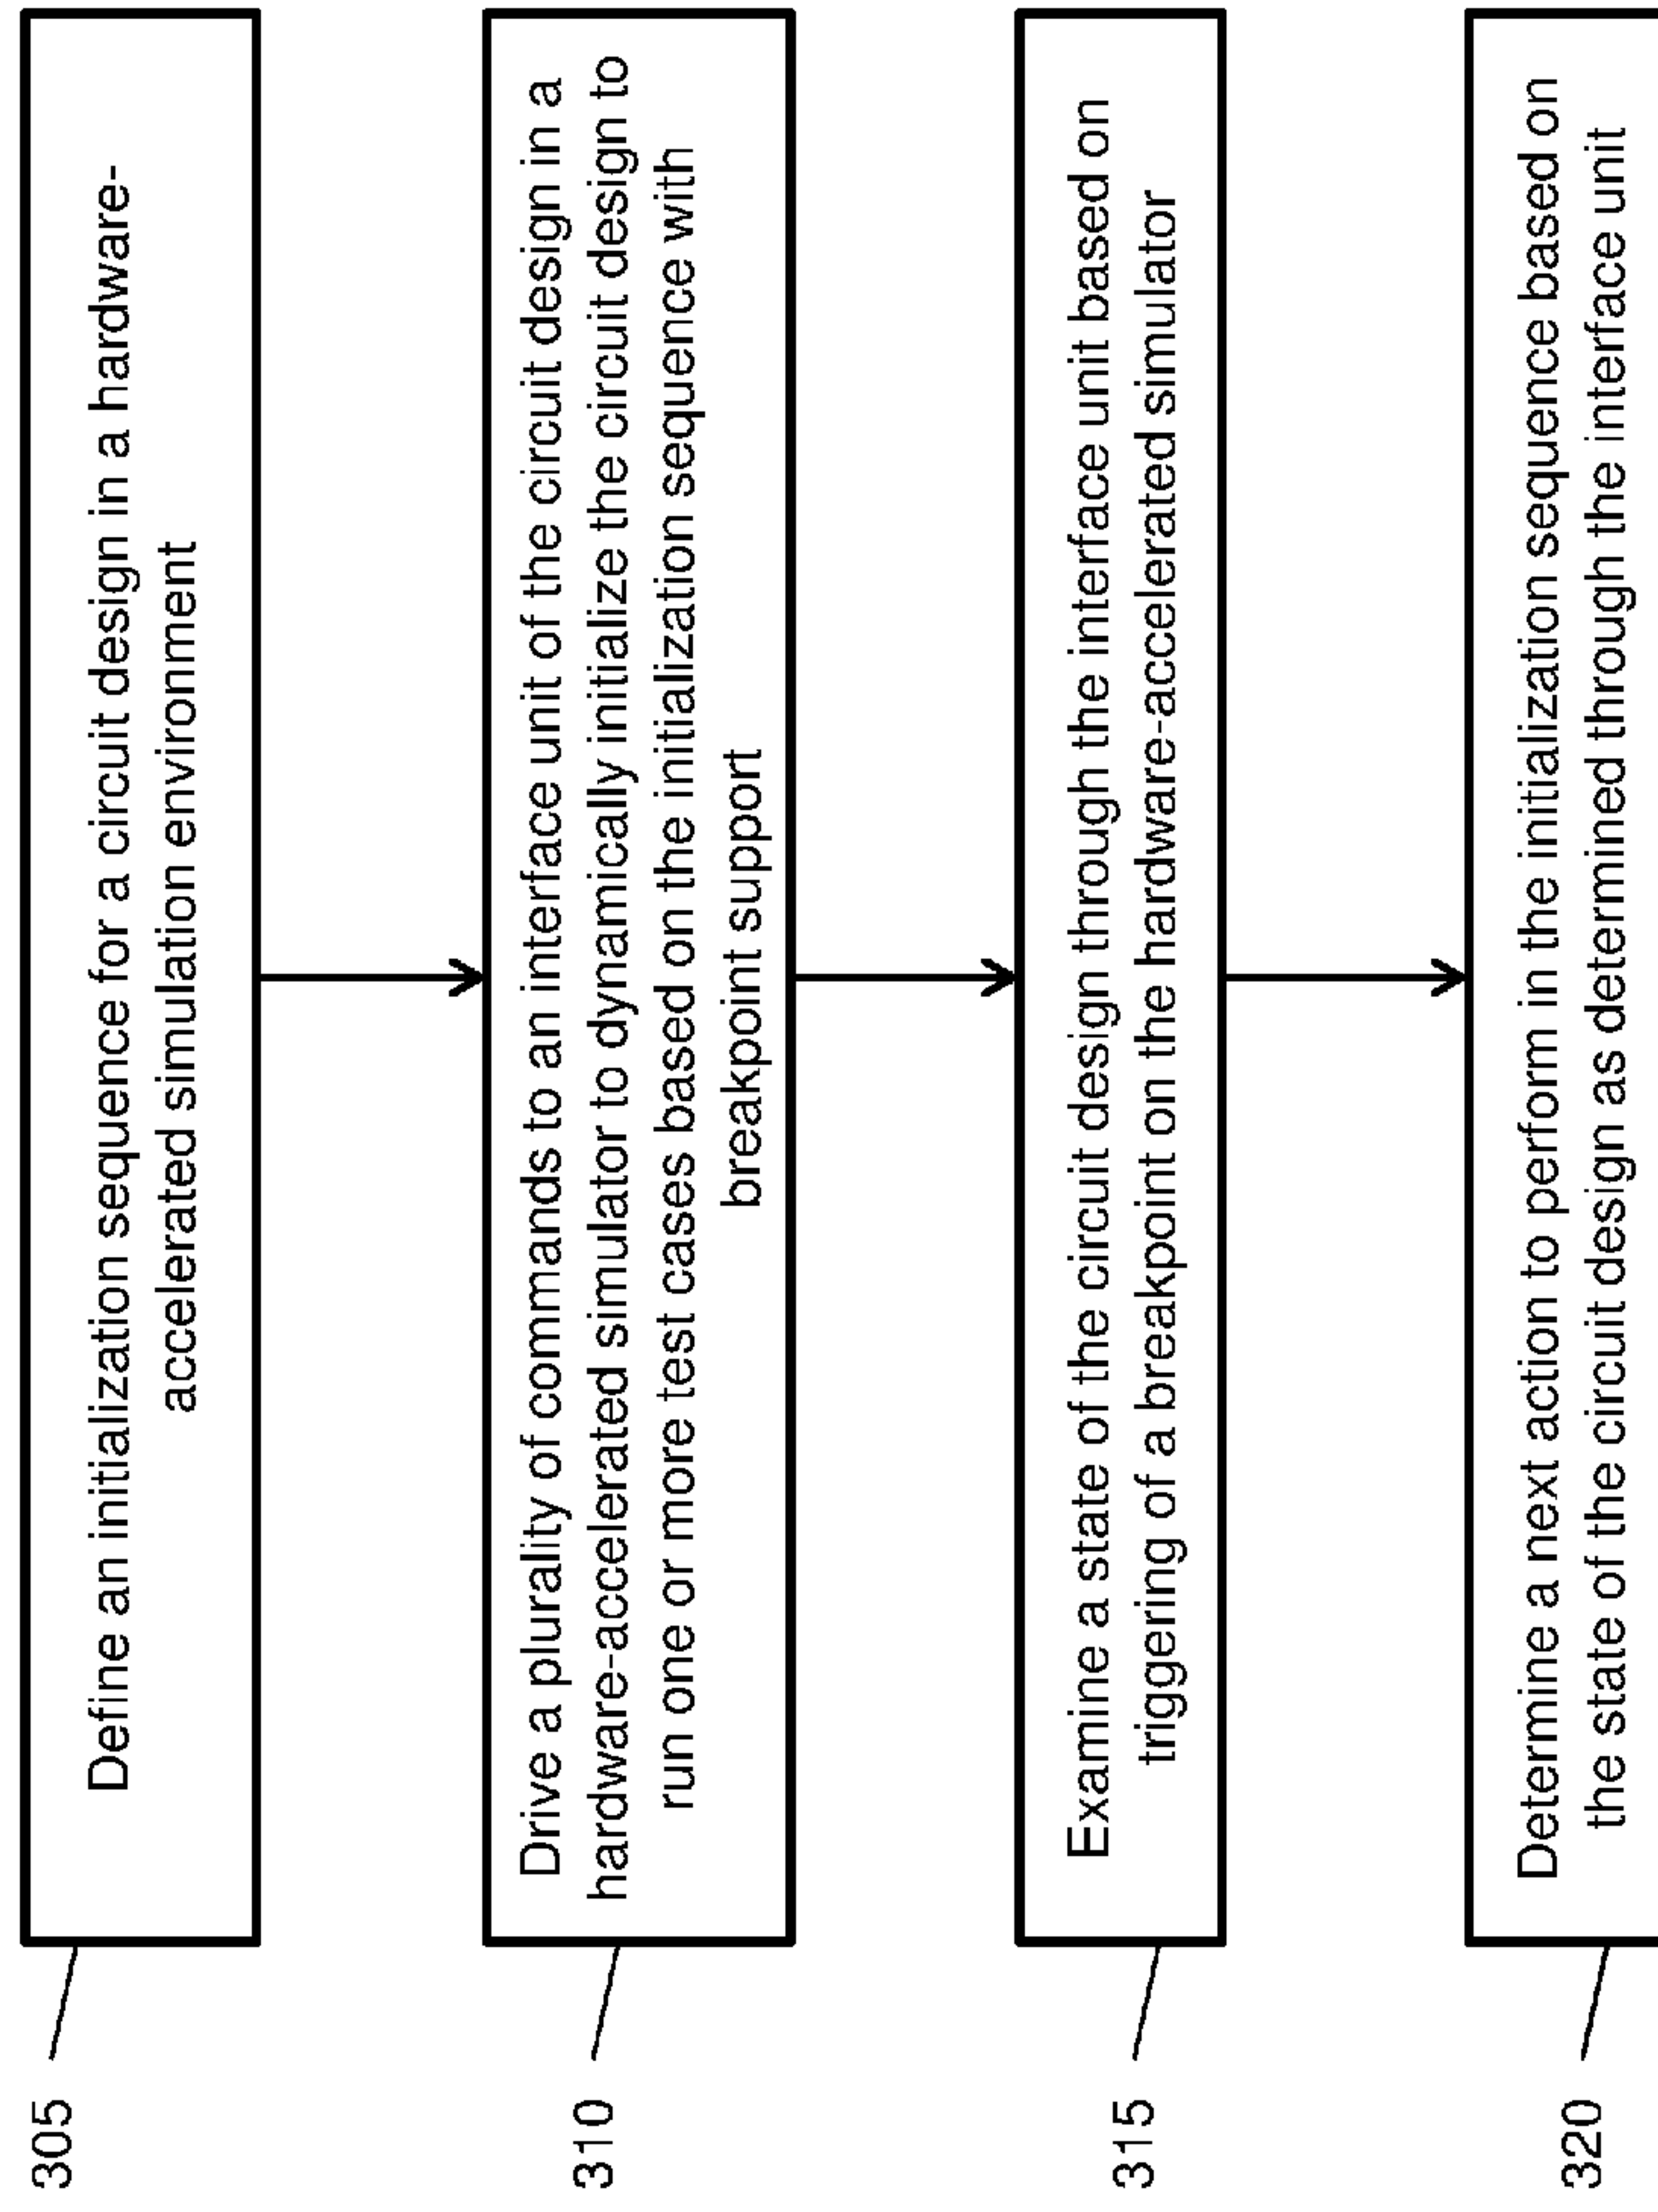 305
Define an initialization sequence for a circuit design in a hardware-
accelerated simulation environment
310
Drive a plurality of commands to an interface unit of the circuit design in a
hardware-accelerated simulator to dynamically initialize the circuit design to
run one or more test cases based on the initialization sequence with
breakpoint support
315
Examine a state of the circuit design through the interface unit based on
triggering of a breakpoint on the hardware-accelerated simulator
320
Determine a next action to perform in the initialization sequence based on
the state of the circuit design as determined through the interface unit